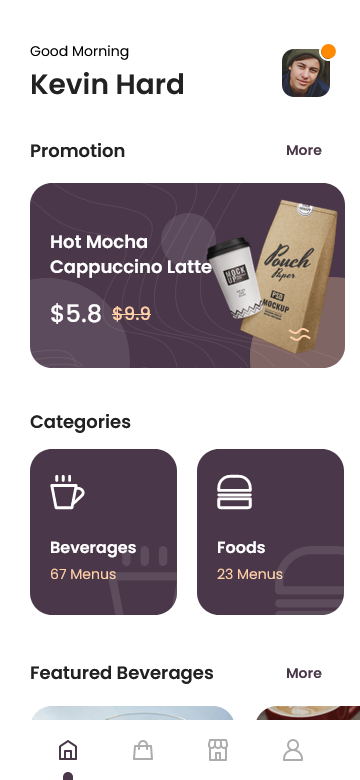 Good Morning
Kevin Hard
Promotion
More
Hot Mocha
Cappuccino Latte
$5.8 $9.9
MOCK
UP
Pouch
Paper
PSD
MOCKUP
Categories
Beverages
67 Menus
Foods
23 Menus
Featured Beverages
More